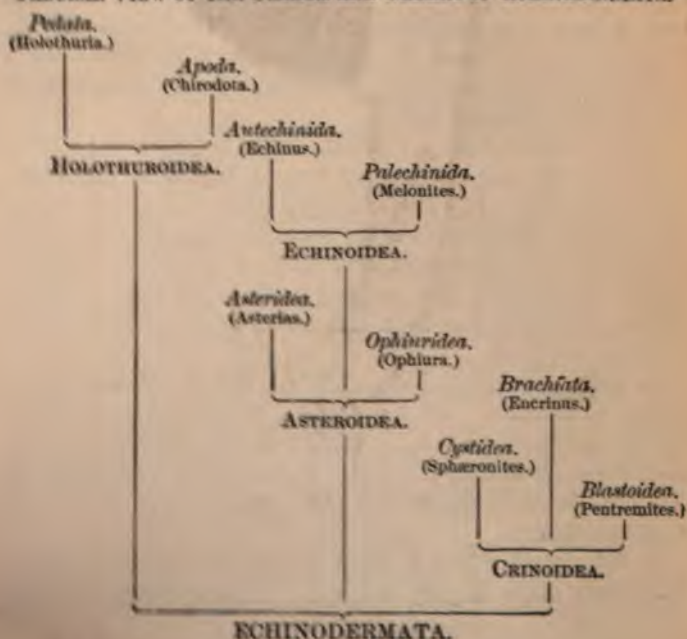 Pedata.
(Holothuria.)
Apoda.
(Chirodota.)
HOLOTHUROIDEA.
Autechinida.
(Echinus.)
Palechinida.
(Melonites.)
ECHINOIDEA.
Asteridea.
(Asterias.)
Ophiuridea.
(Ophiura.)
ASTEROIDEA.
Brachiata.
(Encrinus.)
Cystidea.
(Sphæronites.)
Blastoidea.
(Pentremites.)
CRINOIDEA.
ECHINODERMATA.